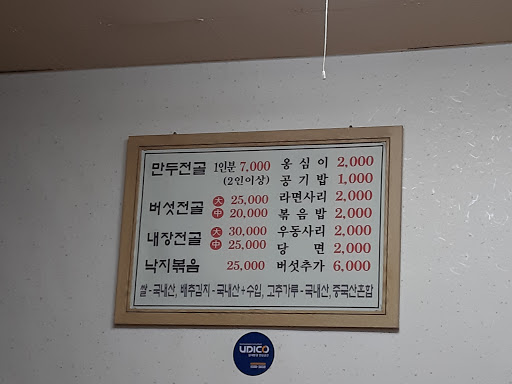 만두전골 1인분 7,000 옹심이 2,000
(2인이상) 공기밥 1,000
버섯전골 大 25,000 라면사리 2,000
中 20,000 볶음밥 2,000
내장전골 大 30,000 우동사리 2,000
中 25,000 당면 2,000
낙지볶음 25,000 버섯추가 6,000
쌀-국내산, 배추김지-국내산+수입, 고추가루-국내산,중국산혼합
UDICO